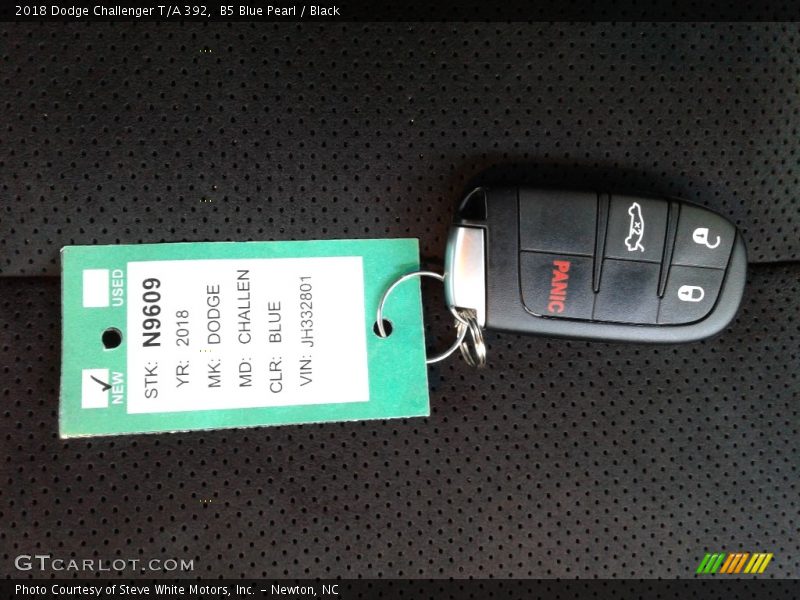 2018 Dodge Challenger T/A 392,  B5 Blue Pearl / Black
USED
NEW
STK: N9609
YR: 2018
MK: DODGE
MD: CHALLEN
CLR: BLUE
VIN: JH332801
PANIC
GTCARLOT.COM
Photo Courtesy of Steve White Motors, Inc. – Newton, NC